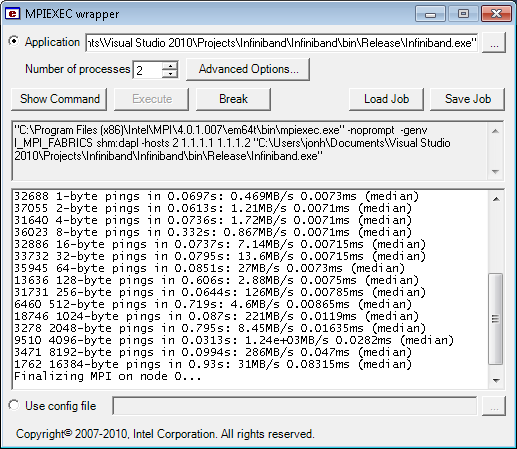 MPIEXEC wrapper
Application
nts\Visual Studio 2010\Projects\Infiniband\Infiniband\bin\Release\Infiniband.exe"
...
Number of processes
2
Advanced Options...
Show Command
Execute
Break
Load Job
Save Job
"C:\Program Files (x86)\Intel\MPI\4.0.1.007\em64t\bin\mpiexec.exe" -noprompt -genv
I_MPI_FABRICS shm:dapl -hosts 2 1.1.1.1 1.1.1.2 "C:\Users\jonh\Documents\Visual Studio
2010\Projects\Infiniband\Infiniband\bin\Release\Infiniband.exe"
32688 1-byte pings in 0.0697s: 0.469MB/s 0.0073ms (median)
37055 2-byte pings in 0.0613s: 1.21MB/s 0.0071ms (median)
31640 4-byte pings in 0.0736s: 1.72MB/s 0.0071ms (median)
36023 8-byte pings in 0.332s: 0.867MB/s 0.0071ms (median)
32886 16-byte pings in 0.0737s: 7.14MB/s 0.00715ms (median)
33732 32-byte pings in 0.0795s: 13.6MB/s 0.00715ms (median)
35945 64-byte pings in 0.0851s: 27MB/s 0.0073ms (median)
13636 128-byte pings in 0.606s: 2.88MB/s 0.0075ms (median)
31731 256-byte pings in 0.0644s: 126MB/s 0.00785ms (median)
6460 512-byte pings in 0.719s: 4.6MB/s 0.00865ms (median)
18746 1024-byte pings in 0.087s: 221MB/s 0.0119ms (median)
3278 2048-byte pings in 0.795s: 8.45MB/s 0.01635ms (median)
9510 4096-byte pings in 0.0313s: 1.24e+03MB/s 0.0282ms (median)
3471 8192-byte pings in 0.0994s: 286MB/s 0.047ms (median)
1762 16384-byte pings in 0.93s: 31MB/s 0.08315ms (median)
Finalizing MPI on node 0...
Use config file
...
Copyright© 2007-2010, Intel Corporation. All rights reserved.